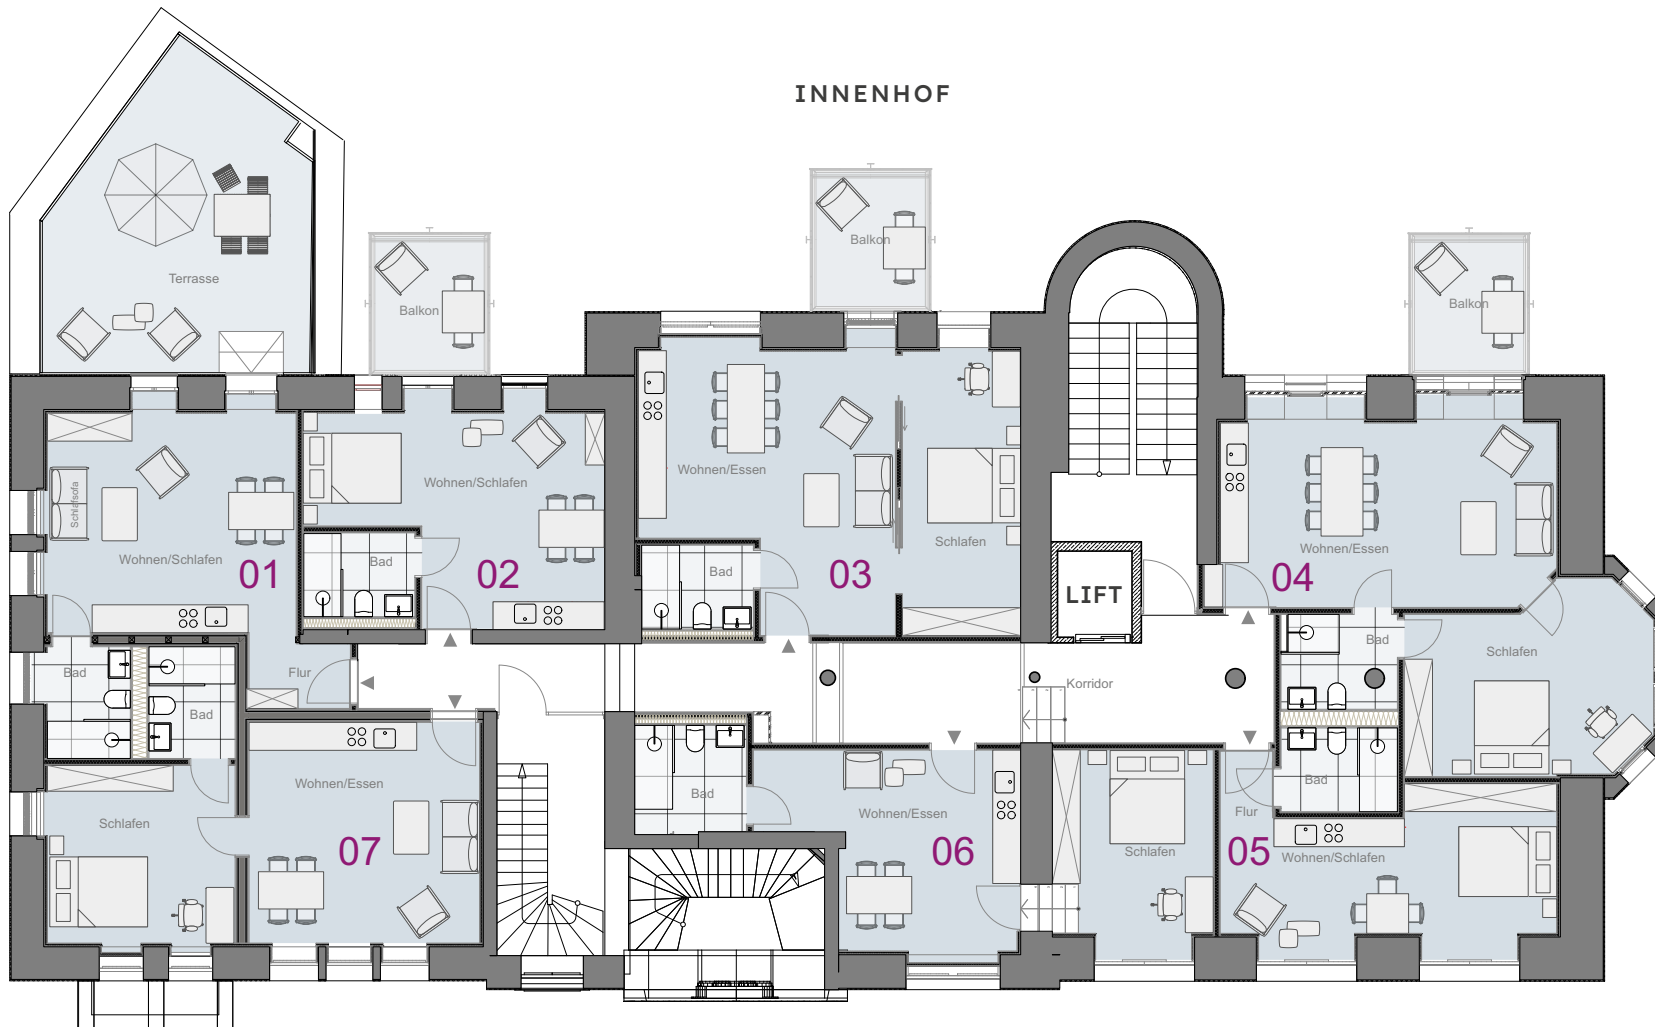 INNENHOF
Balkon
Terrasse
Balkon
Balkon
Wohnen/Essen
Wohnen/Schlafen
Schlafsofa
Schlafen
Wohnen/Essen
Wohnen/Schlafen
Bad
Bad
01
02
03
04
LIFT
Bad
Schlafen
Bad
Flur
Korridor
Bad
Wohnen/Essen
Bad
Bad
Schlafen
Wohnen/Essen
Flur
07
06
Schlafen
05
Wohnen/Schlafen